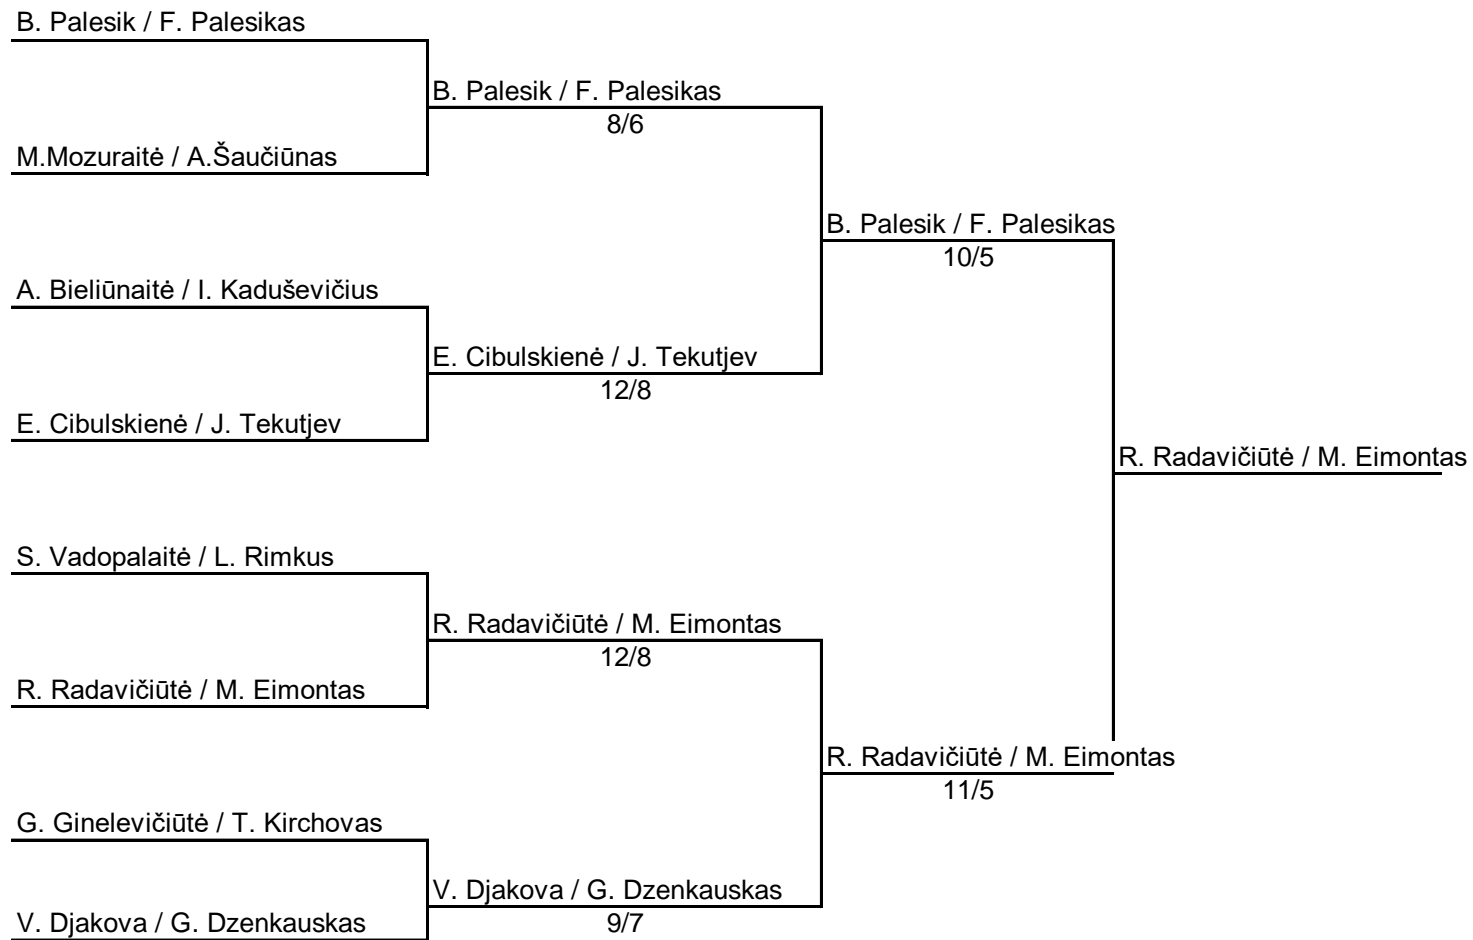 B. Palesik / F. Palesikas
B. Palesik / F. Palesikas
8/6
M.Mozuraitė / A.Šaučiūnas
B. Palesik / F. Palesikas
10/5
A. Bieliūnaitė / I. Kaduševičius
E. Cibulskienė / J. Tekutjev
12/8
E. Cibulskienė / J. Tekutjev
R. Radavičiūtė / M. Eimontas
S. Vadopalaitė / L. Rimkus
R. Radavičiūtė / M. Eimontas
12/8
R. Radavičiūtė / M. Eimontas
R. Radavičiūtė / M. Eimontas
11/5
G. Ginelevičiūtė / T. Kirchovas
V. Djakova / G. Dzenkauskas
9/7
V. Djakova / G. Dzenkauskas